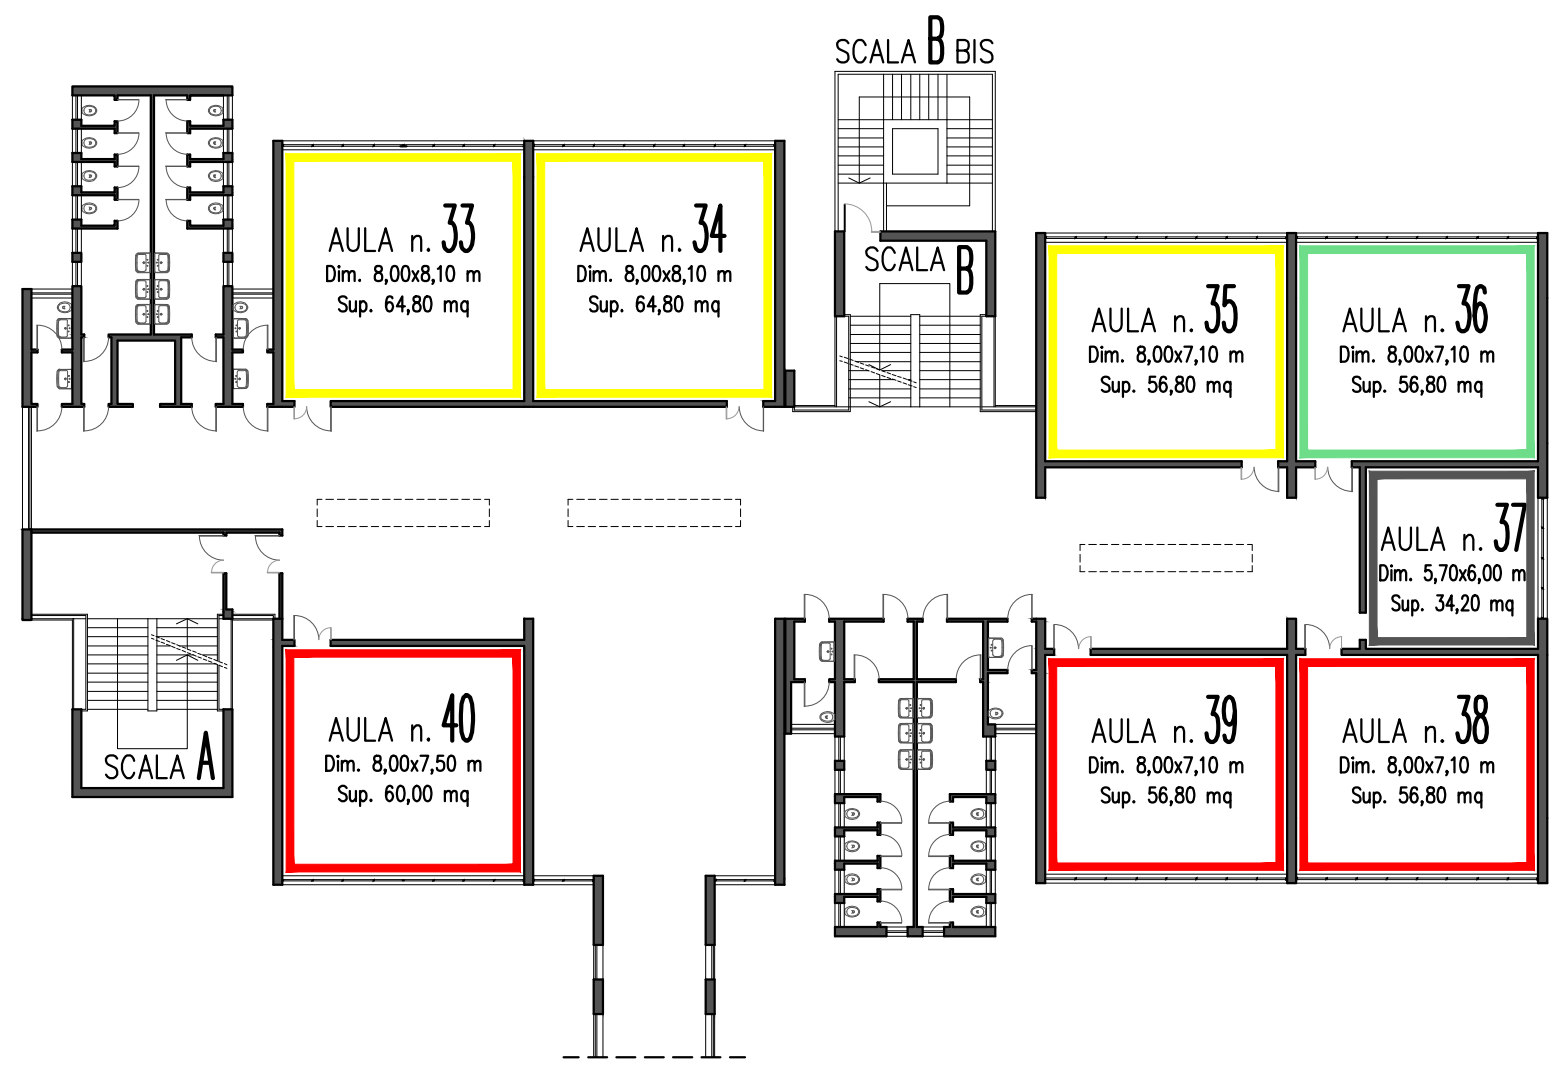 SCALA B BIS
AULA n. 33
Dim. 8,00x8,10 m
Sup. 64,80 mq
AULA n. 34
Dim. 8,00x8,10 m
Sup. 64,80 mq
SCALA B
AULA n. 35
Dim. 8,00x7,10 m
Sup. 56,80 mq
AULA n. 36
Dim. 8,00x7,10 m
Sup. 56,80 mq
AULA n. 37
Dim. 5,70x6,00 m
Sup. 34,20 mq
AULA n. 40
Dim. 8,00x7,50 m
Sup. 60,00 mq
AULA n. 39
Dim. 8,00x7,10 m
Sup. 56,80 mq
AULA n. 38
Dim. 8,00x7,10 m
Sup. 56,80 mq
SCALA A